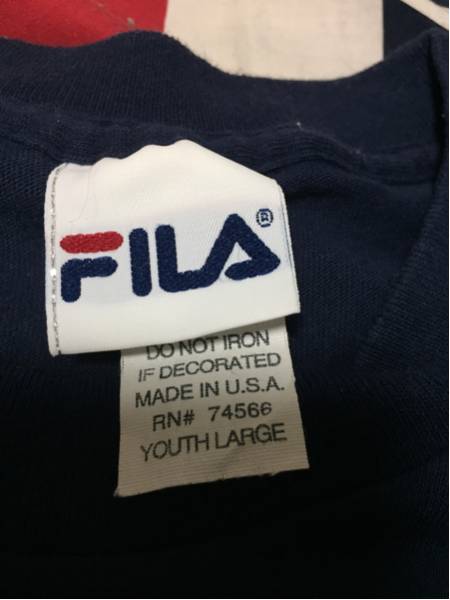 FILA®
DO NOT IRON
IF DECORATED
MADE IN U.S.A.
RN# 74566
YOUTH LARGE